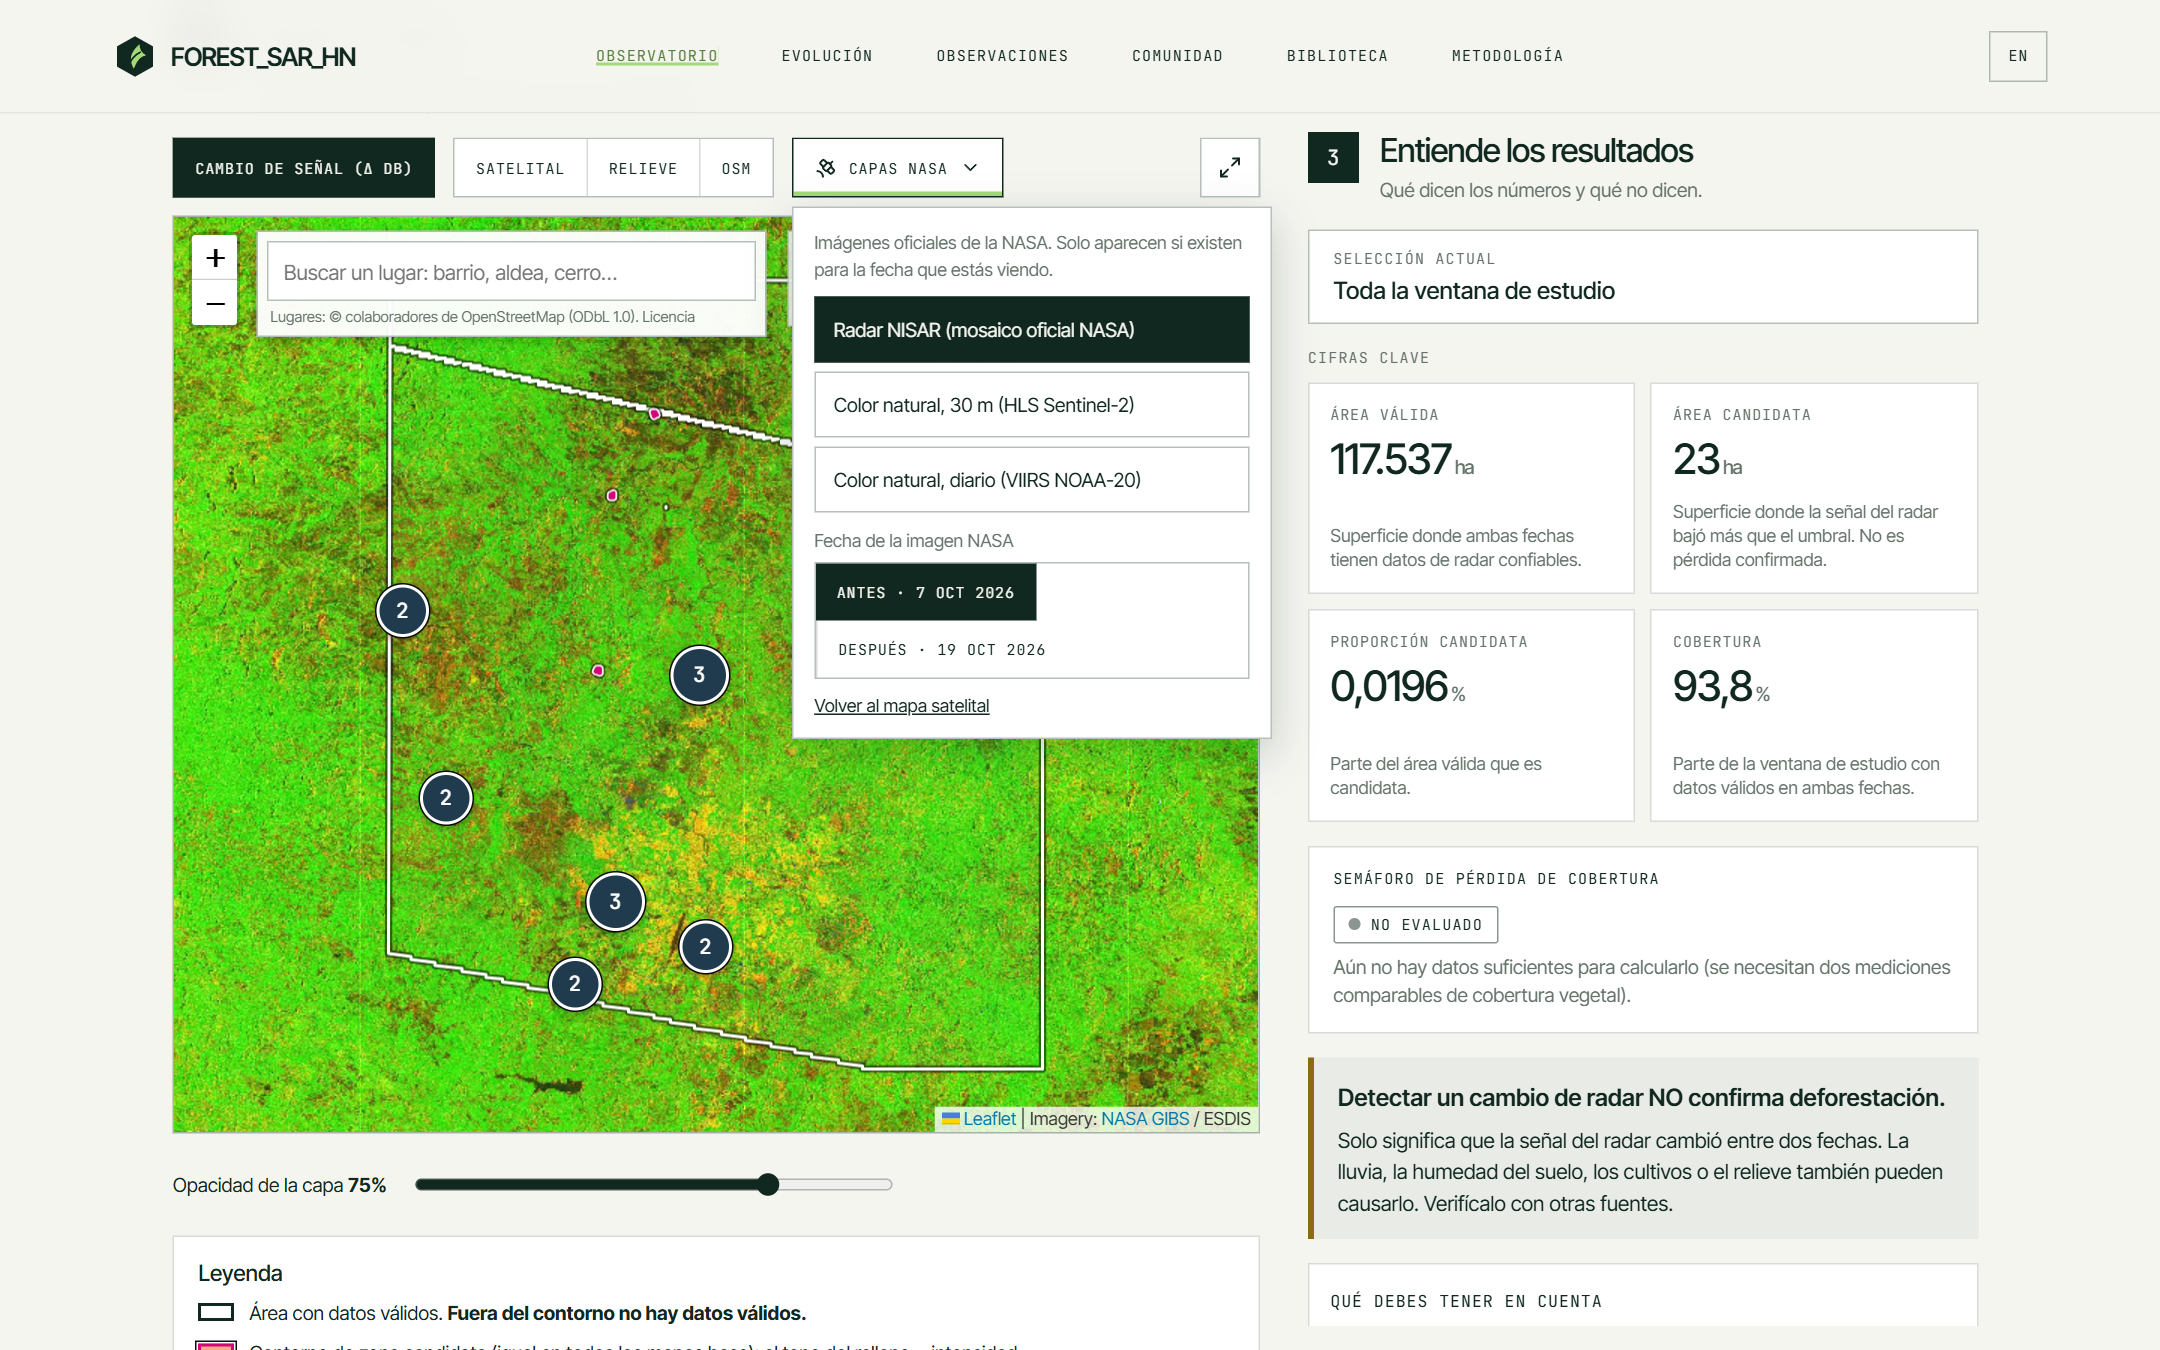 FOREST_SAR_HN
OBSERVATORIO
EVOLUCIÓN
OBSERVACIONES
COMUNIDAD
BIBLIOTECA
METODOLOGÍA
EN
CAMBIO DE SEÑAL (Δ DB)
SATELITAL
RELIEVE
OSM
CAPAS NASA
+
−
Buscar un lugar: barrio, aldea, cerro...
Lugares: © colaboradores de OpenStreetMap (ODbL 1.0). Licencia
Imágenes oficiales de la NASA. Solo aparecen si existen
para la fecha que estás viendo.
Radar NISAR (mosaico oficial NASA)
Color natural, 30 m (HLS Sentinel-2)
Color natural, diario (VIIRS NOAA-20)
Fecha de la imagen NASA
ANTES · 7 OCT 2026
DESPUÉS · 19 OCT 2026
Volver al mapa satelital
2
3
2
3
2
2
Leaflet | Imagery: NASA GIBS / ESDIS
Opacidad de la capa 75%
Leyenda
Área con datos válidos. Fuera del contorno no hay datos válidos.
3
Entiende los resultados
Qué dicen los números y qué no dicen.
SELECCIÓN ACTUAL
Toda la ventana de estudio
CIFRAS CLAVE
ÁREA VÁLIDA
117.537 ha
Superficie donde ambas fechas
tienen datos de radar confiables.
ÁREA CANDIDATA
23 ha
Superficie donde la señal del radar
bajó más que el umbral. No es
pérdida confirmada.
PROPORCIÓN CANDIDATA
0,0196 %
Parte del área válida que es
candidata.
COBERTURA
93,8 %
Parte de la ventana de estudio con
datos válidos en ambas fechas.
SEMÁFORO DE PÉRDIDA DE COBERTURA
NO EVALUADO
Aún no hay datos suficientes para calcularlo (se necesitan dos mediciones
comparables de cobertura vegetal).
Detectar un cambio de radar NO confirma deforestación.
Solo significa que la señal del radar cambió entre dos fechas. La
lluvia, la humedad del suelo, los cultivos o el relieve también pueden
causarlo. Verifícalo con otras fuentes.
QUÉ DEBES TENER EN CUENTA